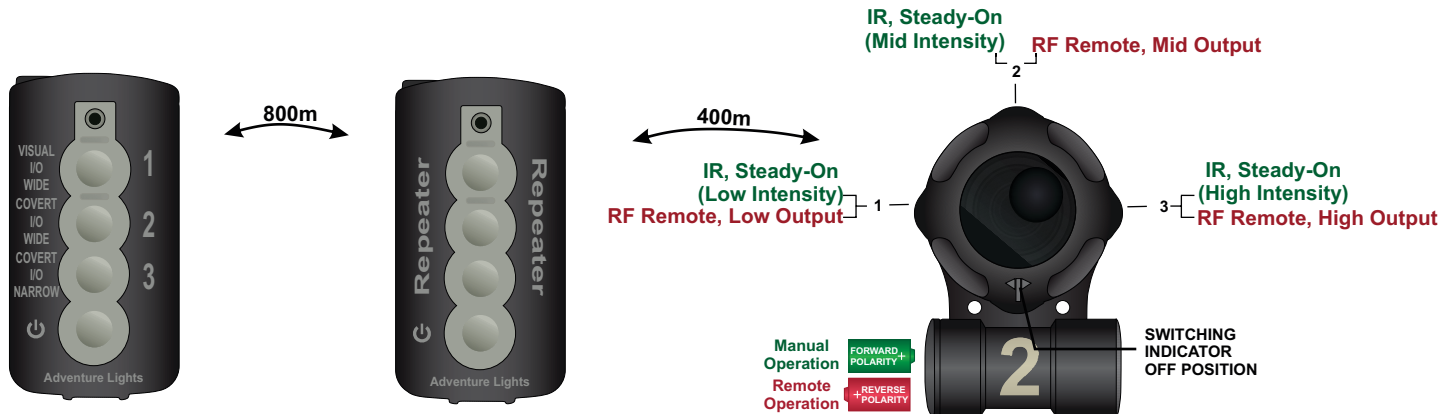 VISUAL
I/O
WIDE
1
COVERT
I/O
WIDE
2
COVERT
I/O
NARROW
3
Adventure Lights
800m
Repeater
Repeater
Adventure Lights
400m
IR, Steady-On
(Mid Intensity)
RF Remote, Mid Output
2
IR, Steady-On
(Low Intensity)
RF Remote, Low Output
1
IR, Steady-On
(High Intensity)
RF Remote, High Output
3
Manual
Operation
FORWARD
POLARITY
+
Remote
Operation
+
REVERSE
POLARITY
2
SWITCHING
INDICATOR
OFF POSITION